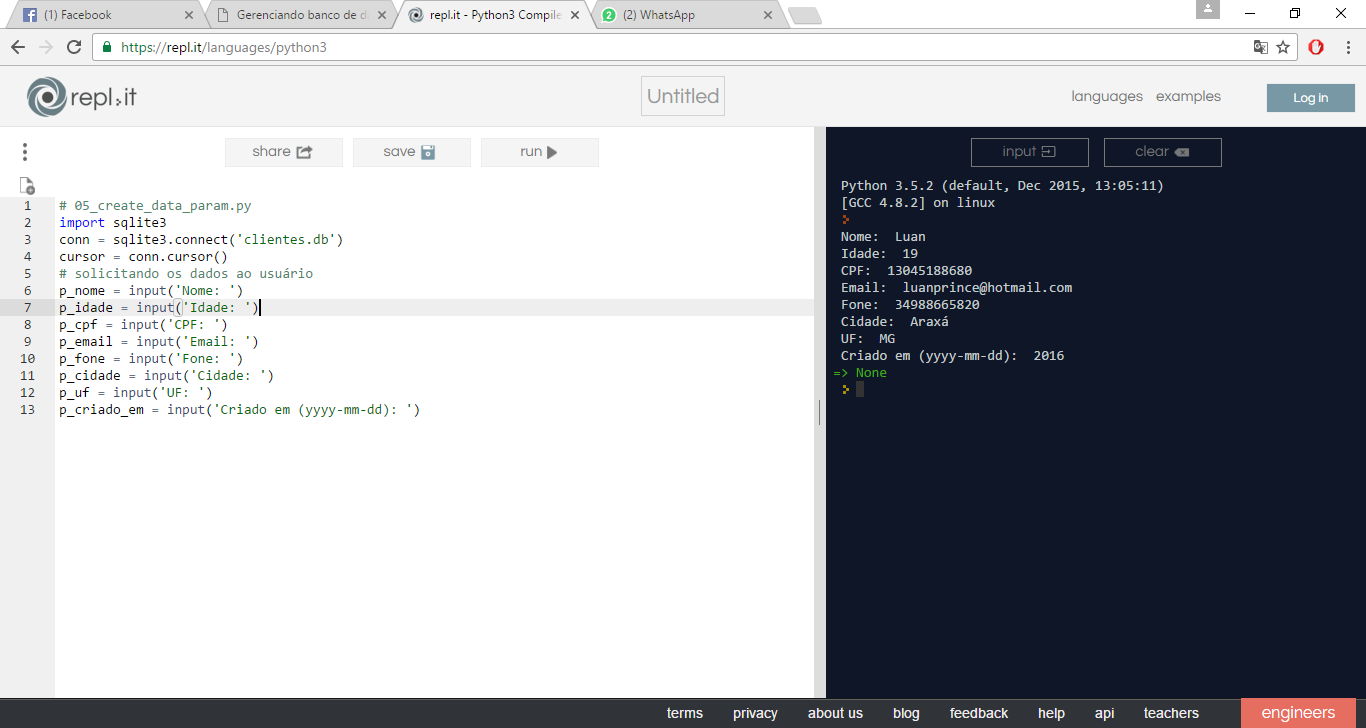 (1) Facebook
Gerenciando banco de d
repl.it - Python3 Compile
2 (2) WhatsApp
https://repl.it/languages/python3
repl.it
Untitled
languages examples
Log in
share save run
input clear
1 # 05_create_data_param.py
2 import sqlite3
3 conn = sqlite3.connect('clientes.db')
4 cursor = conn.cursor()
5 # solicitando os dados ao usuário
6 p_nome = input('Nome: ')
7 p_idade = input('Idade: ')
8 p_cpf = input('CPF: ')
9 p_email = input('Email: ')
10 p_fone = input('Fone: ')
11 p_cidade = input('Cidade: ')
12 p_uf = input('UF: ')
13 p_criado_em = input('Criado em (yyyy-mm-dd): ')
Python 3.5.2 (default, Dec 2015, 13:05:11)
[GCC 4.8.2] on linux
Nome:  Luan
Idade:  19
CPF:  13045188680
Email:  luanprince@hotmail.com
Fone:  34988665820
Cidade:  Araxá
UF:  MG
Criado em (yyyy-mm-dd):  2016
=> None
terms privacy about us blog feedback help api teachers engineers